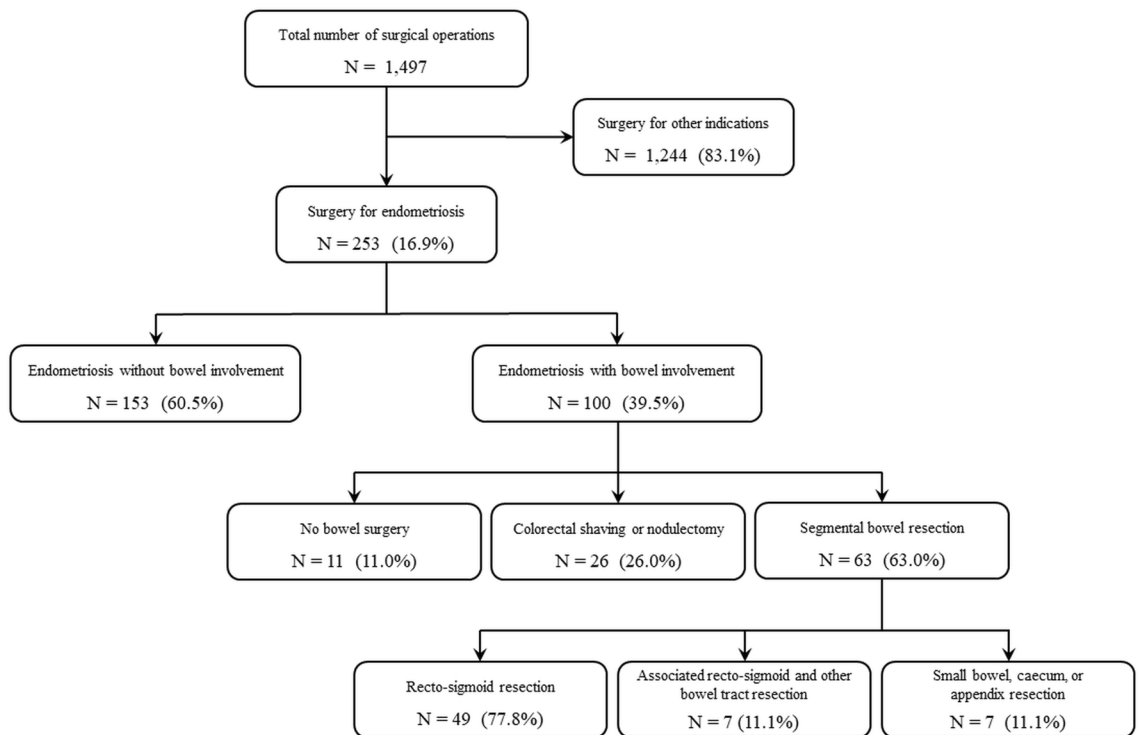 Total number of surgical operations
N = 1,497
Surgery for other indications
N = 1,244 (83.1%)
Surgery for endometriosis
N = 253 (16.9%)
Endometriosis without bowel involvement
N = 153 (60.5%)
Endometriosis with bowel involvement
N = 100 (39.5%)
No bowel surgery
N = 11 (11.0%)
Colorectal shaving or nodulectomy
N = 26 (26.0%)
Segmental bowel resection
N = 63 (63.0%)
Recto-sigmoid resection
N = 49 (77.8%)
Associated recto-sigmoid and other
bowel tract resection
N = 7 (11.1%)
Small bowel, caecum, or
appendix resection
N = 7 (11.1%)